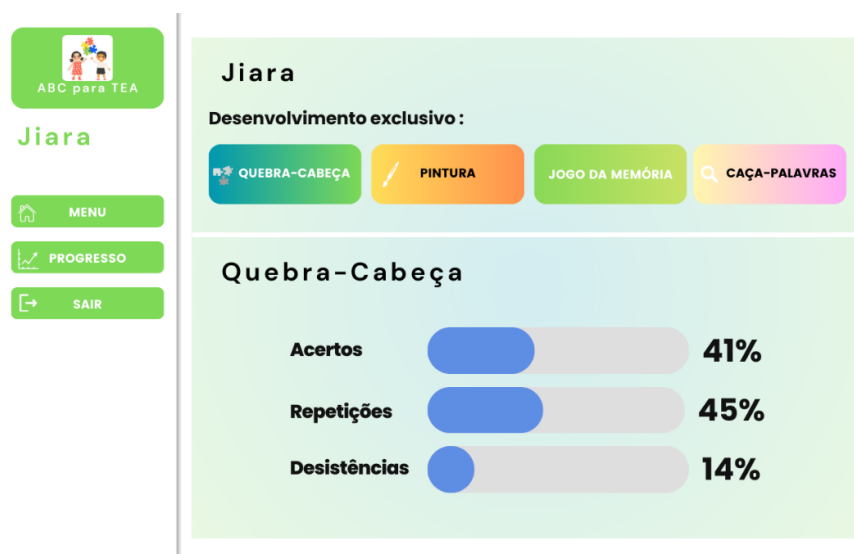 ABC para TEA
Jiara
MENU
PROGRESSO
SAIR
Jiara
Desenvolvimento exclusivo :
QUEBRA-CABEÇA
PINTURA
JOGO DA MEMÓRIA
CAÇA-PALAVRAS
Quebra-Cabeça
Acertos 41%
Repetições 45%
Desistências 14%